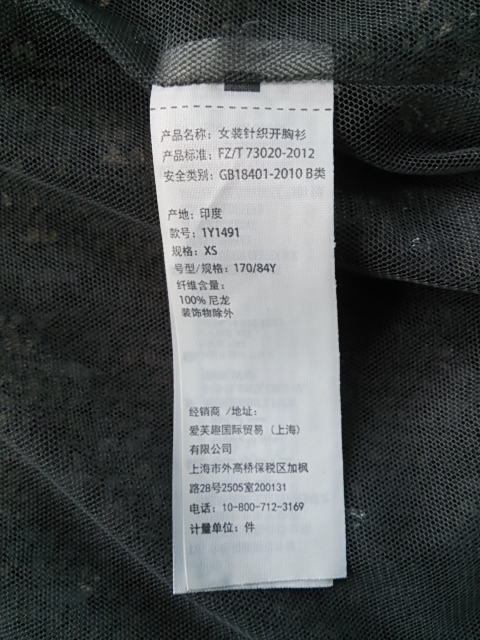 产品名称：女装针织开胸衫
产品标准：FZ/T 73020-2012
安全类别：GB18401-2010 B类
产地：印度
款号：1Y1491
规格：XS
号型/规格：170/84Y
纤维含量：
100% 尼龙
装饰物除外
经销商 /地址：
爱芙趣国际贸易（上海）
有限公司
上海市外高桥保税区加枫
路28号2505室200131
电话：10-800-712-3169
计量单位：件